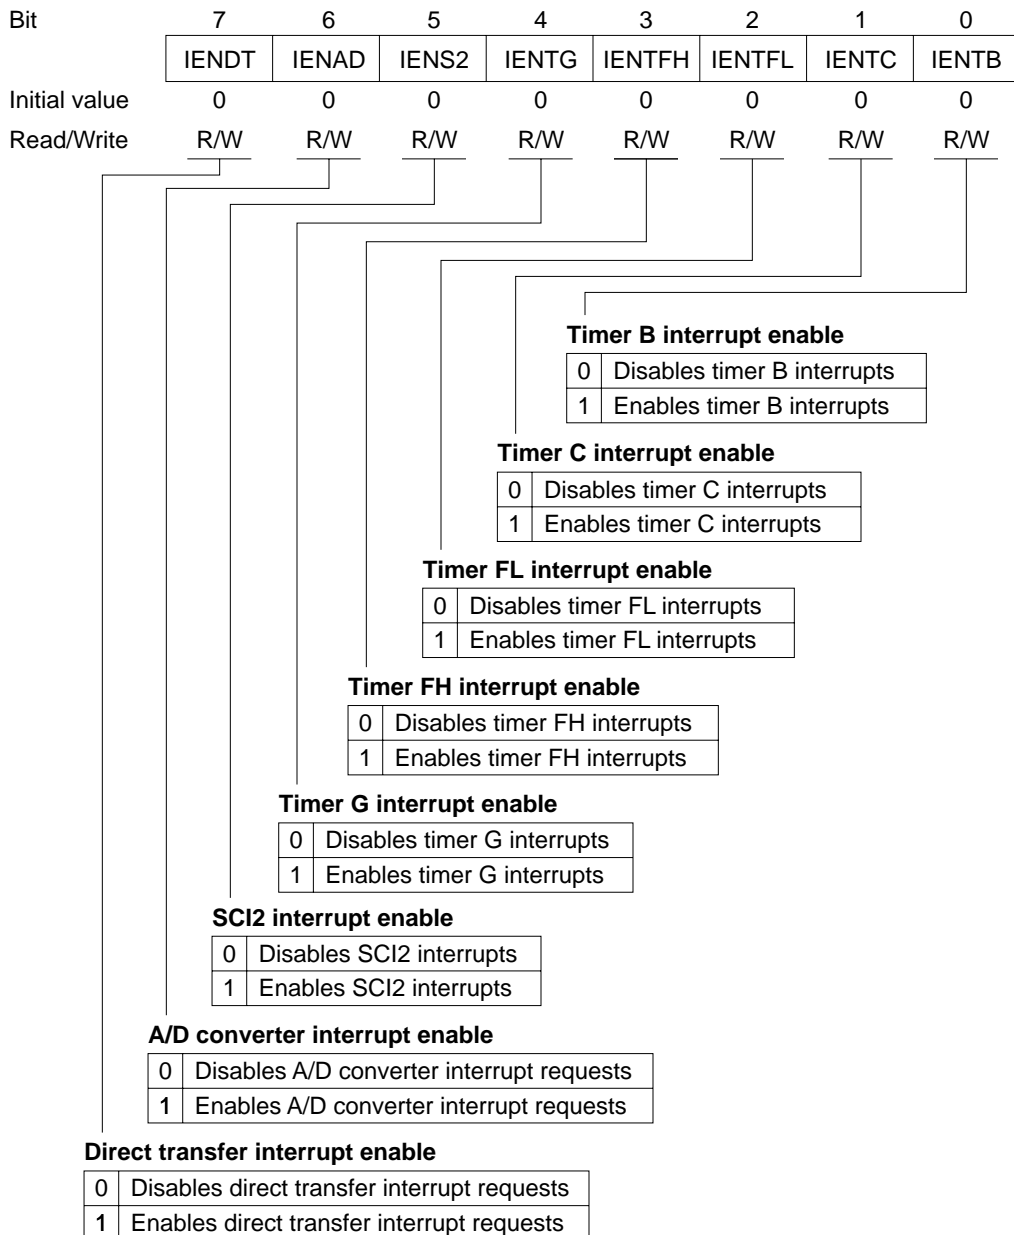 Bit 7 6 5 4 3 2 1 0
IENDT IENAD IENS2 IENTG IENTFH IENTFL IENTC IENTB
Initial value 0 0 0 0 0 0 0 0
Read/Write R/W R/W R/W R/W R/W R/W R/W R/W
Timer B interrupt enable
0 Disables timer B interrupts
1 Enables timer B interrupts
Timer C interrupt enable
0 Disables timer C interrupts
1 Enables timer C interrupts
Timer FL interrupt enable
0 Disables timer FL interrupts
1 Enables timer FL interrupts
Timer FH interrupt enable
0 Disables timer FH interrupts
1 Enables timer FH interrupts
Timer G interrupt enable
0 Disables timer G interrupts
1 Enables timer G interrupts
SCI2 interrupt enable
0 Disables SCI2 interrupts
1 Enables SCI2 interrupts
A/D converter interrupt enable
0 Disables A/D converter interrupt requests
1 Enables A/D converter interrupt requests
Direct transfer interrupt enable
0 Disables direct transfer interrupt requests
1 Enables direct transfer interrupt requests